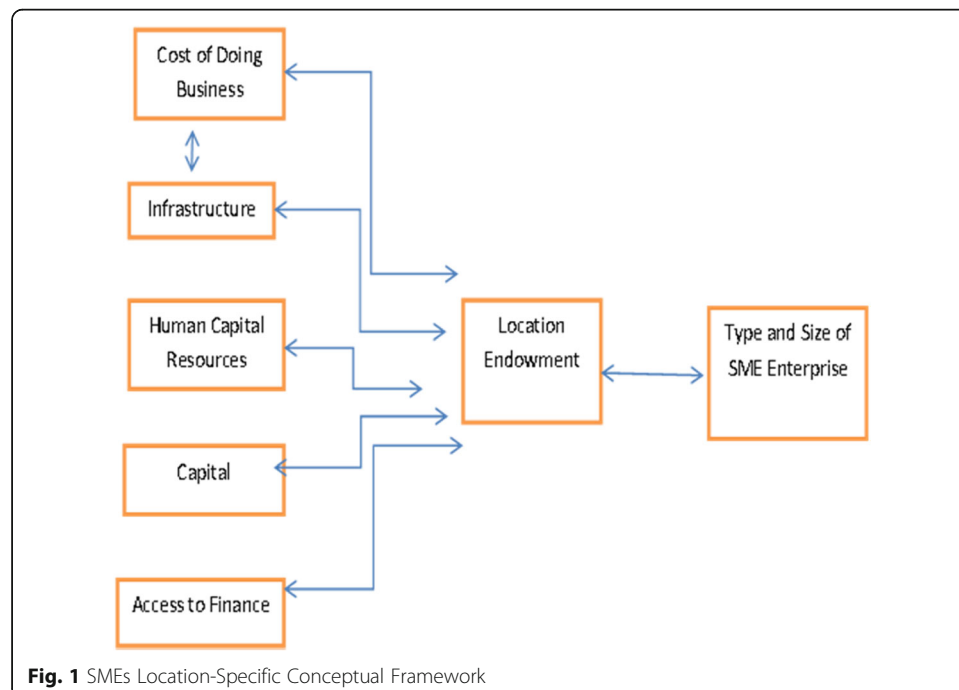 Cost of Doing
Business
Infrastructure
Human Capital
Resources
Capital
Access to Finance
Location
Endowment
Type and Size of
SME Enterprise
Fig. 1 SMEs Location-Specific Conceptual Framework